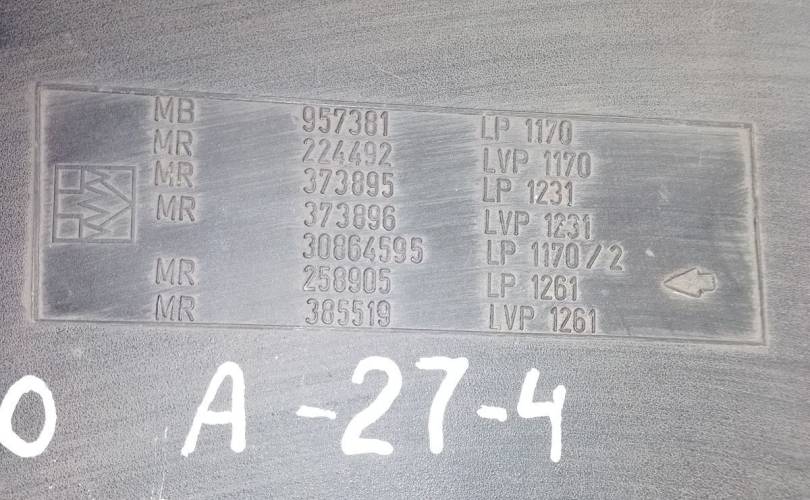 MB 957381 LP 1170
MR 224492 LVP 1170
MR 373895 LP 1231
MR 373896 LVP 1231
30864595 LP 1170/2
MR 258905 LP 1261
MR 385519 LVP 1261
0 A-27-4